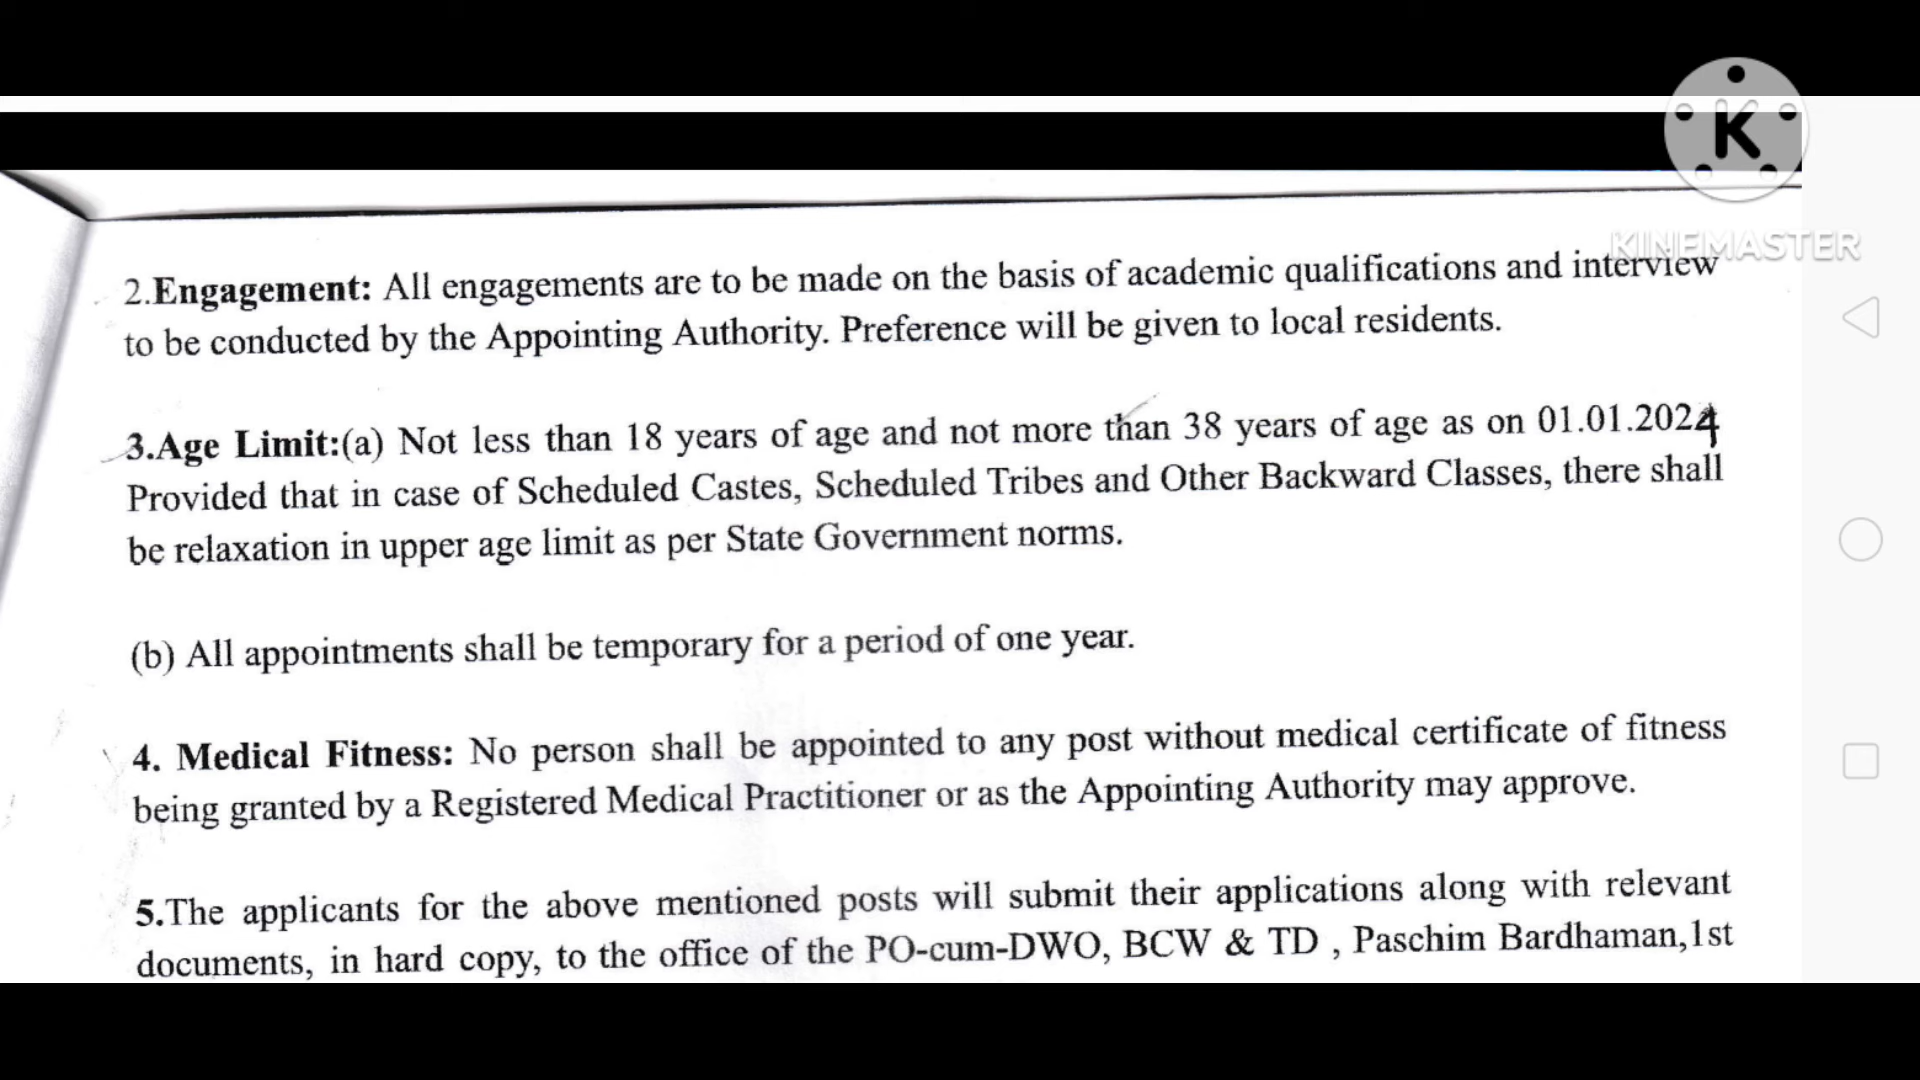 K
KINEMASTER
2.Engagement: All engagements are to be made on the basis of academic qualifications and interview
to be conducted by the Appointing Authority. Preference will be given to local residents.
3.Age Limit:(a) Not less than 18 years of age and not more than 38 years of age as on 01.01.2024
Provided that in case of Scheduled Castes, Scheduled Tribes and Other Backward Classes, there shall
be relaxation in upper age limit as per State Government norms.
(b) All appointments shall be temporary for a period of one year.
4. Medical Fitness: No person shall be appointed to any post without medical certificate of fitness
being granted by a Registered Medical Practitioner or as the Appointing Authority may approve.
5.The applicants for the above mentioned posts will submit their applications along with relevant
documents, in hard copy, to the office of the PO-cum-DWO, BCW & TD , Paschim Bardhaman,1st